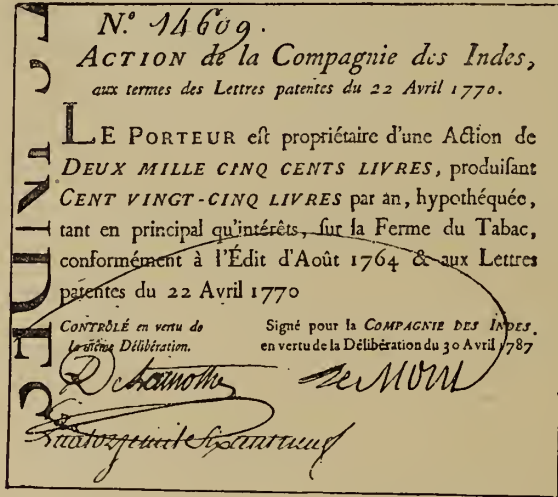 N.º 14609.
ACTION de la Compagnie des Indes,
aux termes des Lettres patentes du 22 Avril 1770.
LE PORTEUR eſt propriétaire d'une Action de
DEUX MILLE CINQ CENTS LIVRES, produiſant
CENT VINGT-CINQ LIVRES par an, hypothéquée,
tant en principal qu'intérêts, ſur la Ferme du Tabac,
conformément à l'Édit d'Août 1764 & aux Lettres
patentes du 22 Avril 1770
CONTRÔLÉ en vertu de
la même Délibération.
Signé pour la COMPAGNIE DES INDES.
en vertu de la Délibération du 30 Avril 1787
INDES